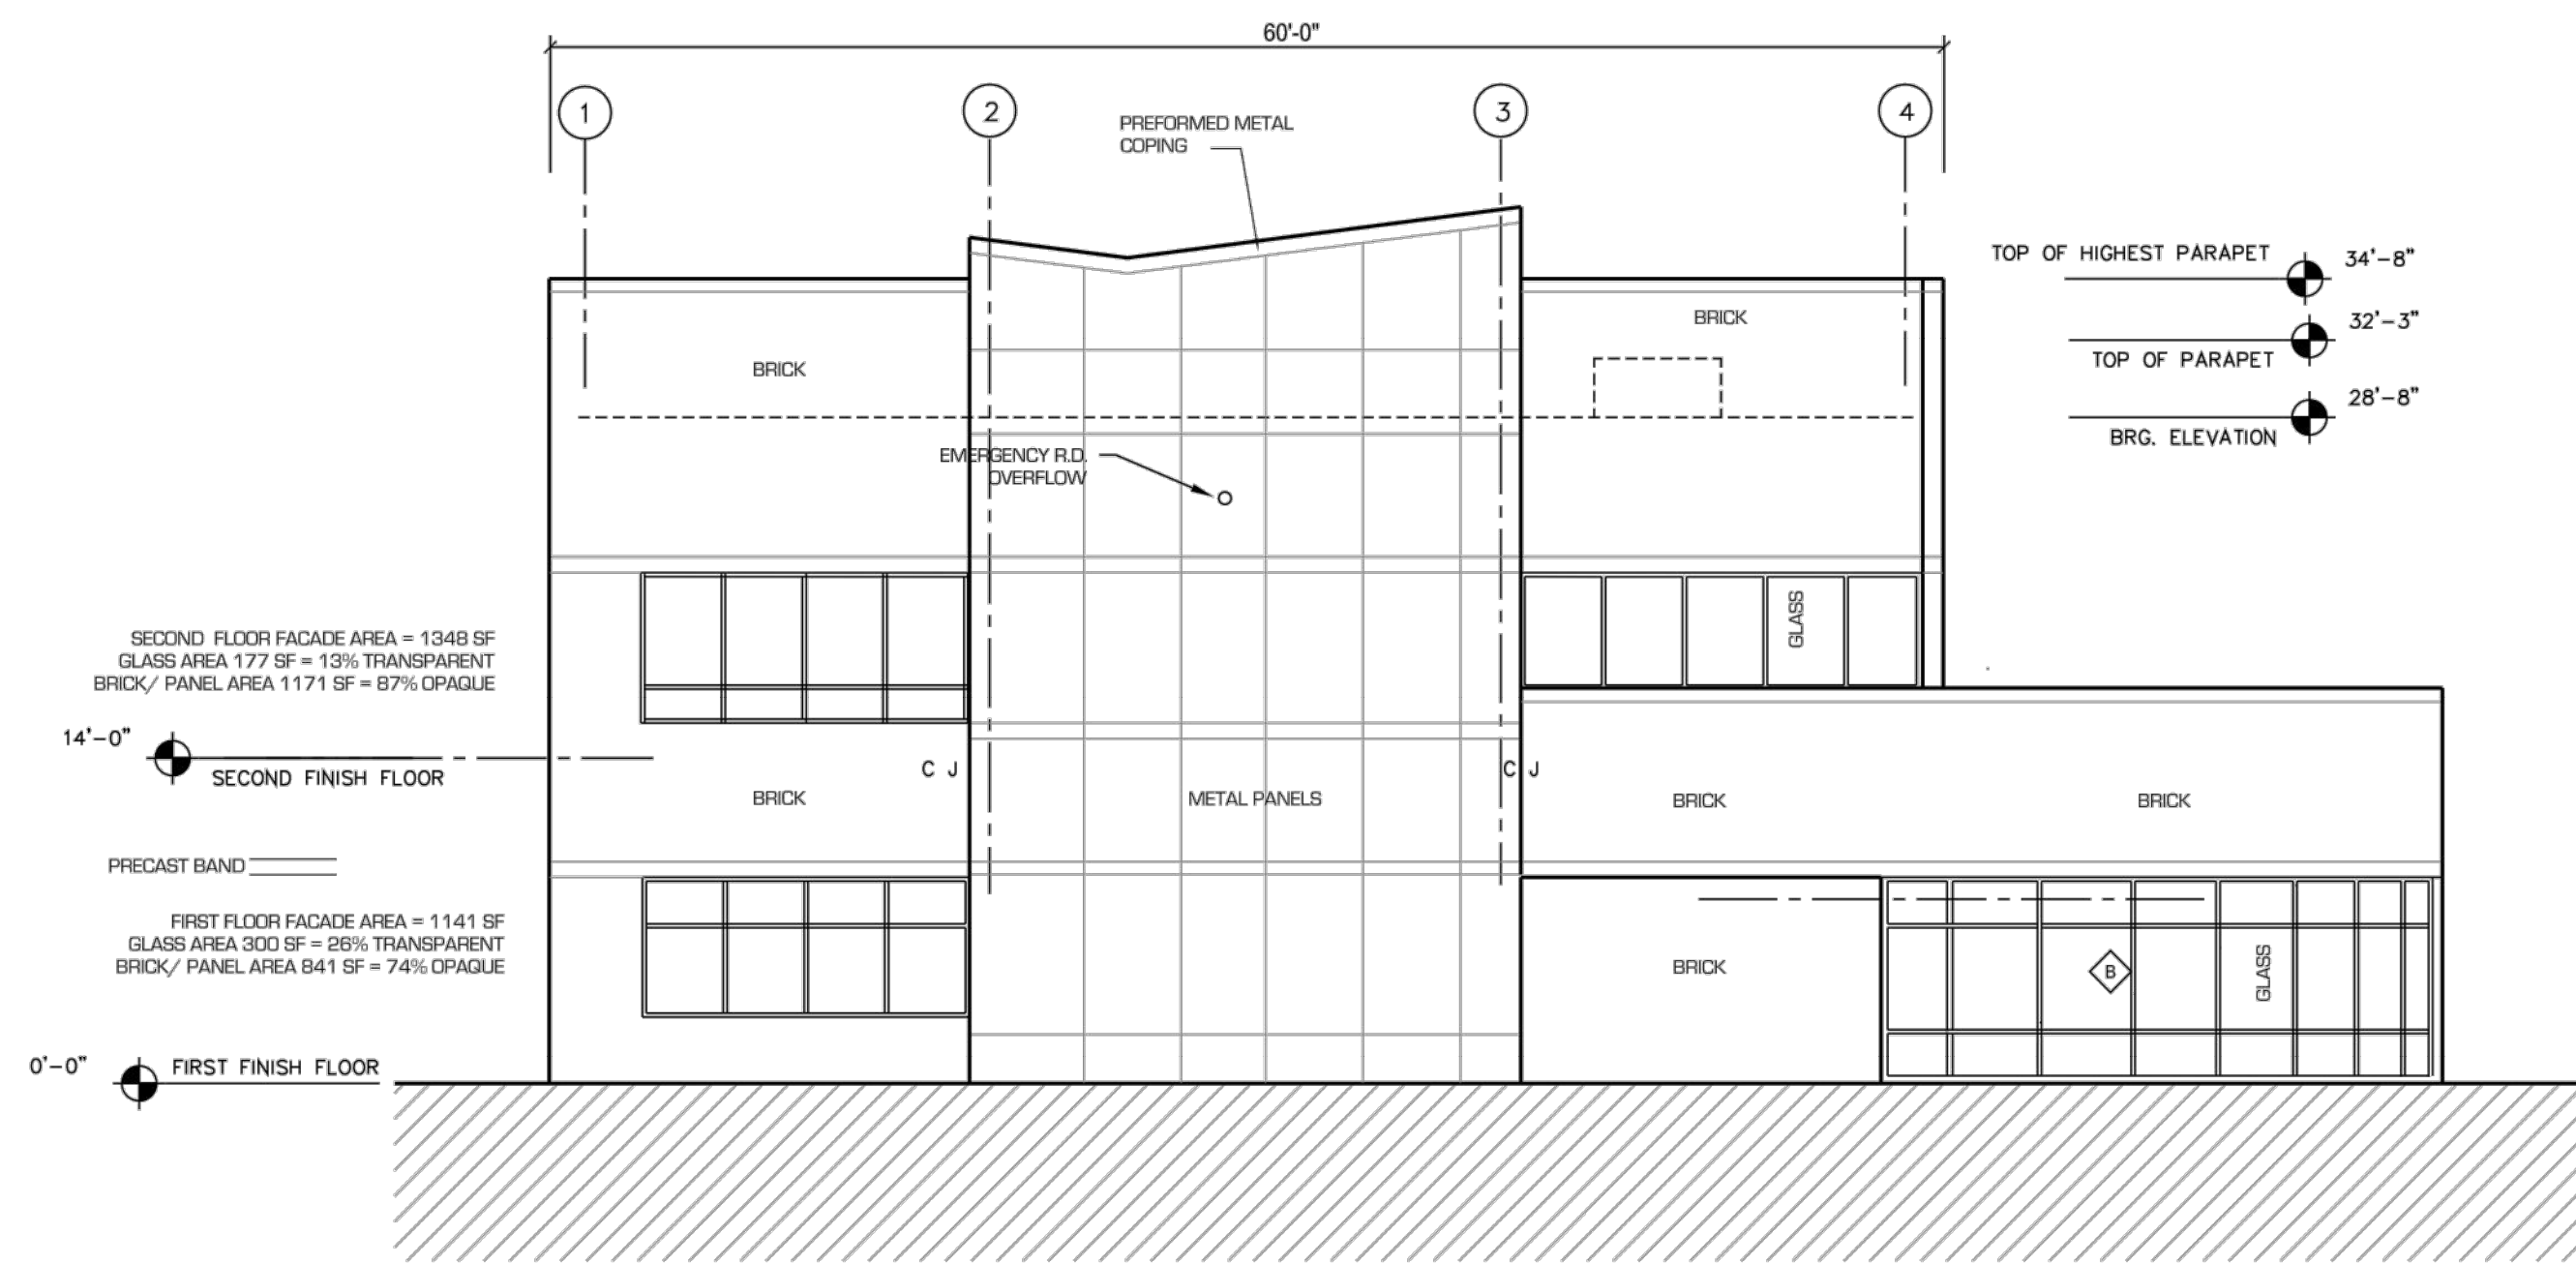 60'-0"
1
2
3
4
PREFORMED METAL
COPING
TOP OF HIGHEST PARAPET
34'-8"
32'-3"
TOP OF PARAPET
28'-8"
BRG. ELEVATION
BRICK
BRICK
EMERGENCY R.D.
OVERFLOW
GLASS
SECOND FLOOR FACADE AREA = 1348 SF
GLASS AREA 177 SF = 13% TRANSPARENT
BRICK/ PANEL AREA 1171 SF = 87% OPAQUE
14'-0"
SECOND FINISH FLOOR
C J
C J
BRICK
METAL PANELS
BRICK
BRICK
PRECAST BAND
FIRST FLOOR FACADE AREA = 1141 SF
GLASS AREA 300 SF = 26% TRANSPARENT
BRICK/ PANEL AREA 841 SF = 74% OPAQUE
BRICK
B
GLASS
0'-0"
FIRST FINISH FLOOR